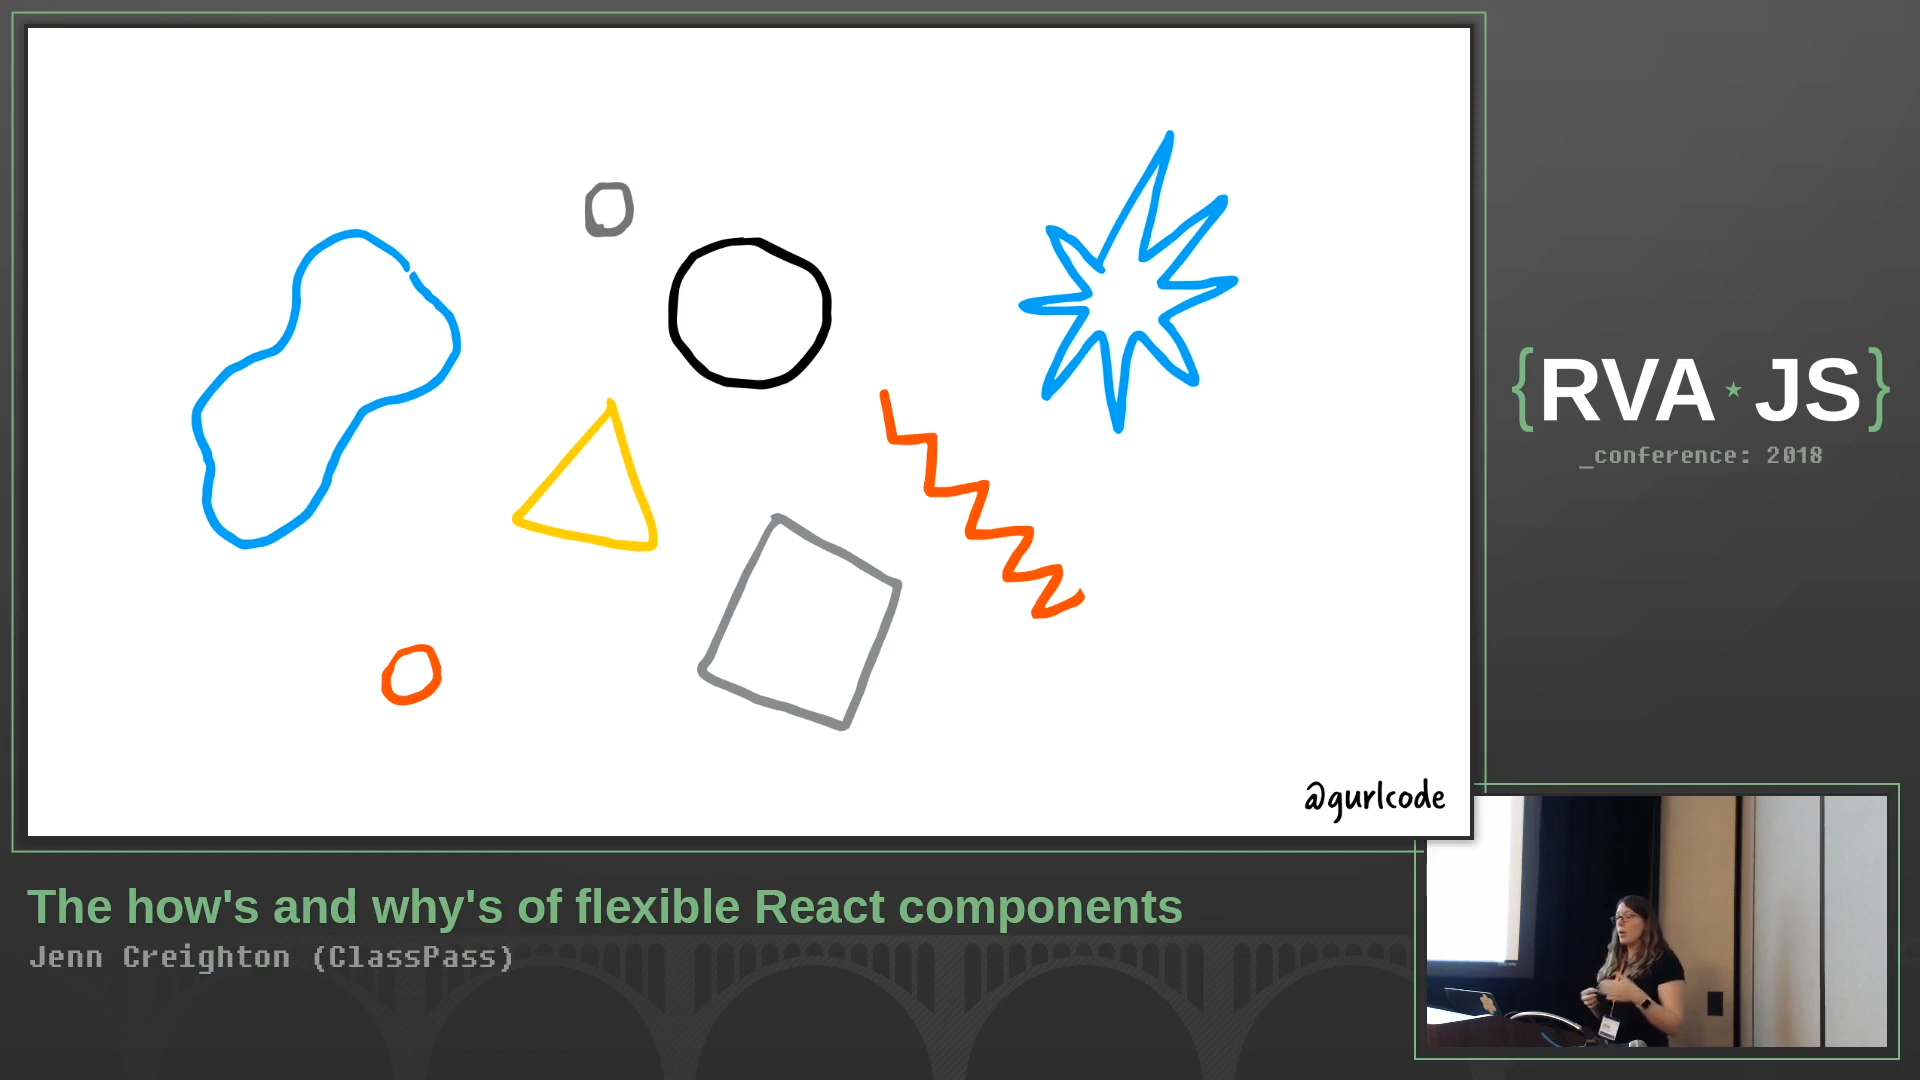 @gurlcode
{RVA★JS}
_conference: 2018
The how's and why's of flexible React components
Jenn Creighton (ClassPass)